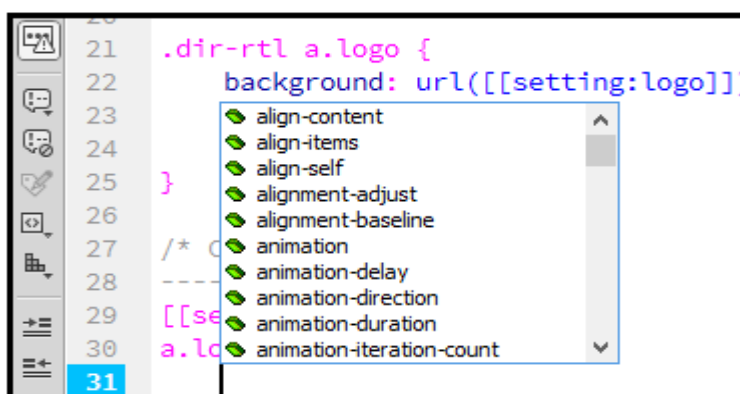 21 .dir-rtl a.logo {
22 background: url([[setting:logo]])
23 align-content
24 align-items
align-self
25 } alignment-adjust
26 alignment-baseline
27 /* animation
28 ---- animation-delay
animation-direction
29 [[se animation-duration
30 a.lo animation-iteration-count
31